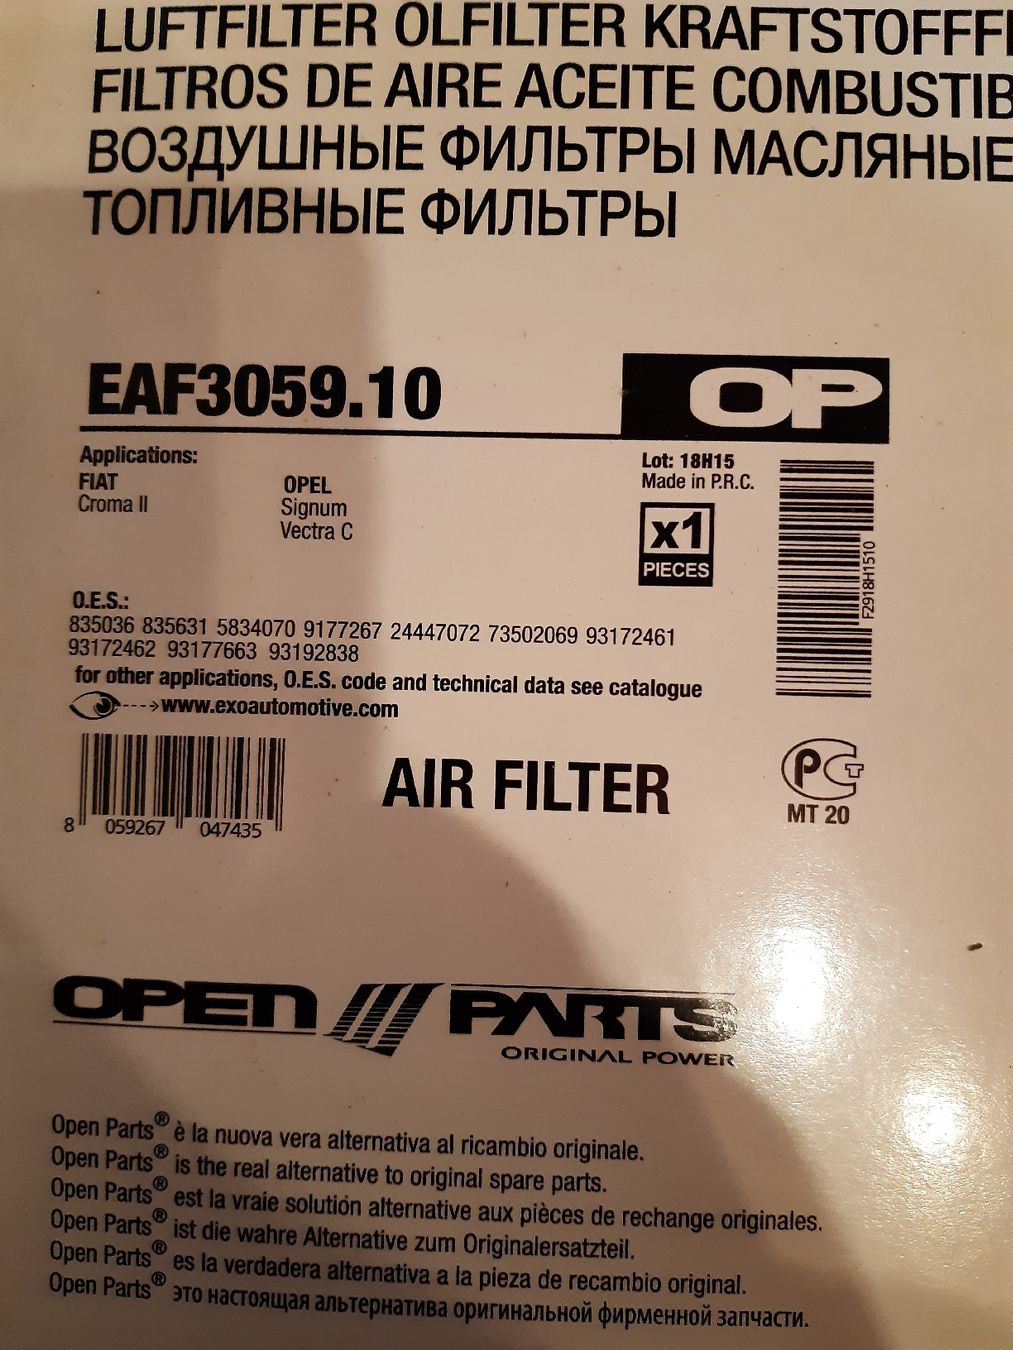 LUFTFILTER ÖLFILTER
FILTROS DE AIRE ACEITE
ВОЗДУШНЫЕ ФИЛЬТРЫ МАСЛЯНЫЕ
ТОПЛИВНЫЕ ФИЛЬТРЫ
EAF3059.10
OP
Applications:
FIAT
Croma II
OPEL
Signum
Vectra C
Lot: 18H15
Made in P.R.C.
x1
PIECES
F2918H1510
O.E.S.:
835036 835631 5834070 9177267 24447072 73502069 93172461
93172462 93177663 93192838
for other applications, O.E.S. code and technical data see catalogue
www.exoautomotive.com
8 059267 047435
AIR FILTER
РСТ
MT 20
OPEN PARTS
ORIGINAL POWER
Open Parts® è la nuova vera alternativa al ricambio originale.
Open Parts® is the real alternative to original spare parts.
Open Parts® est la vraie solution alternative aux pièces de rechange originales.
Open Parts® ist die wahre Alternative zum Originalersatzteil.
Open Parts® es la verdadera alternativa a la pieza de recambio original.
Open Parts® это настоящая альтернатива оригинальной фирменной запчасти.